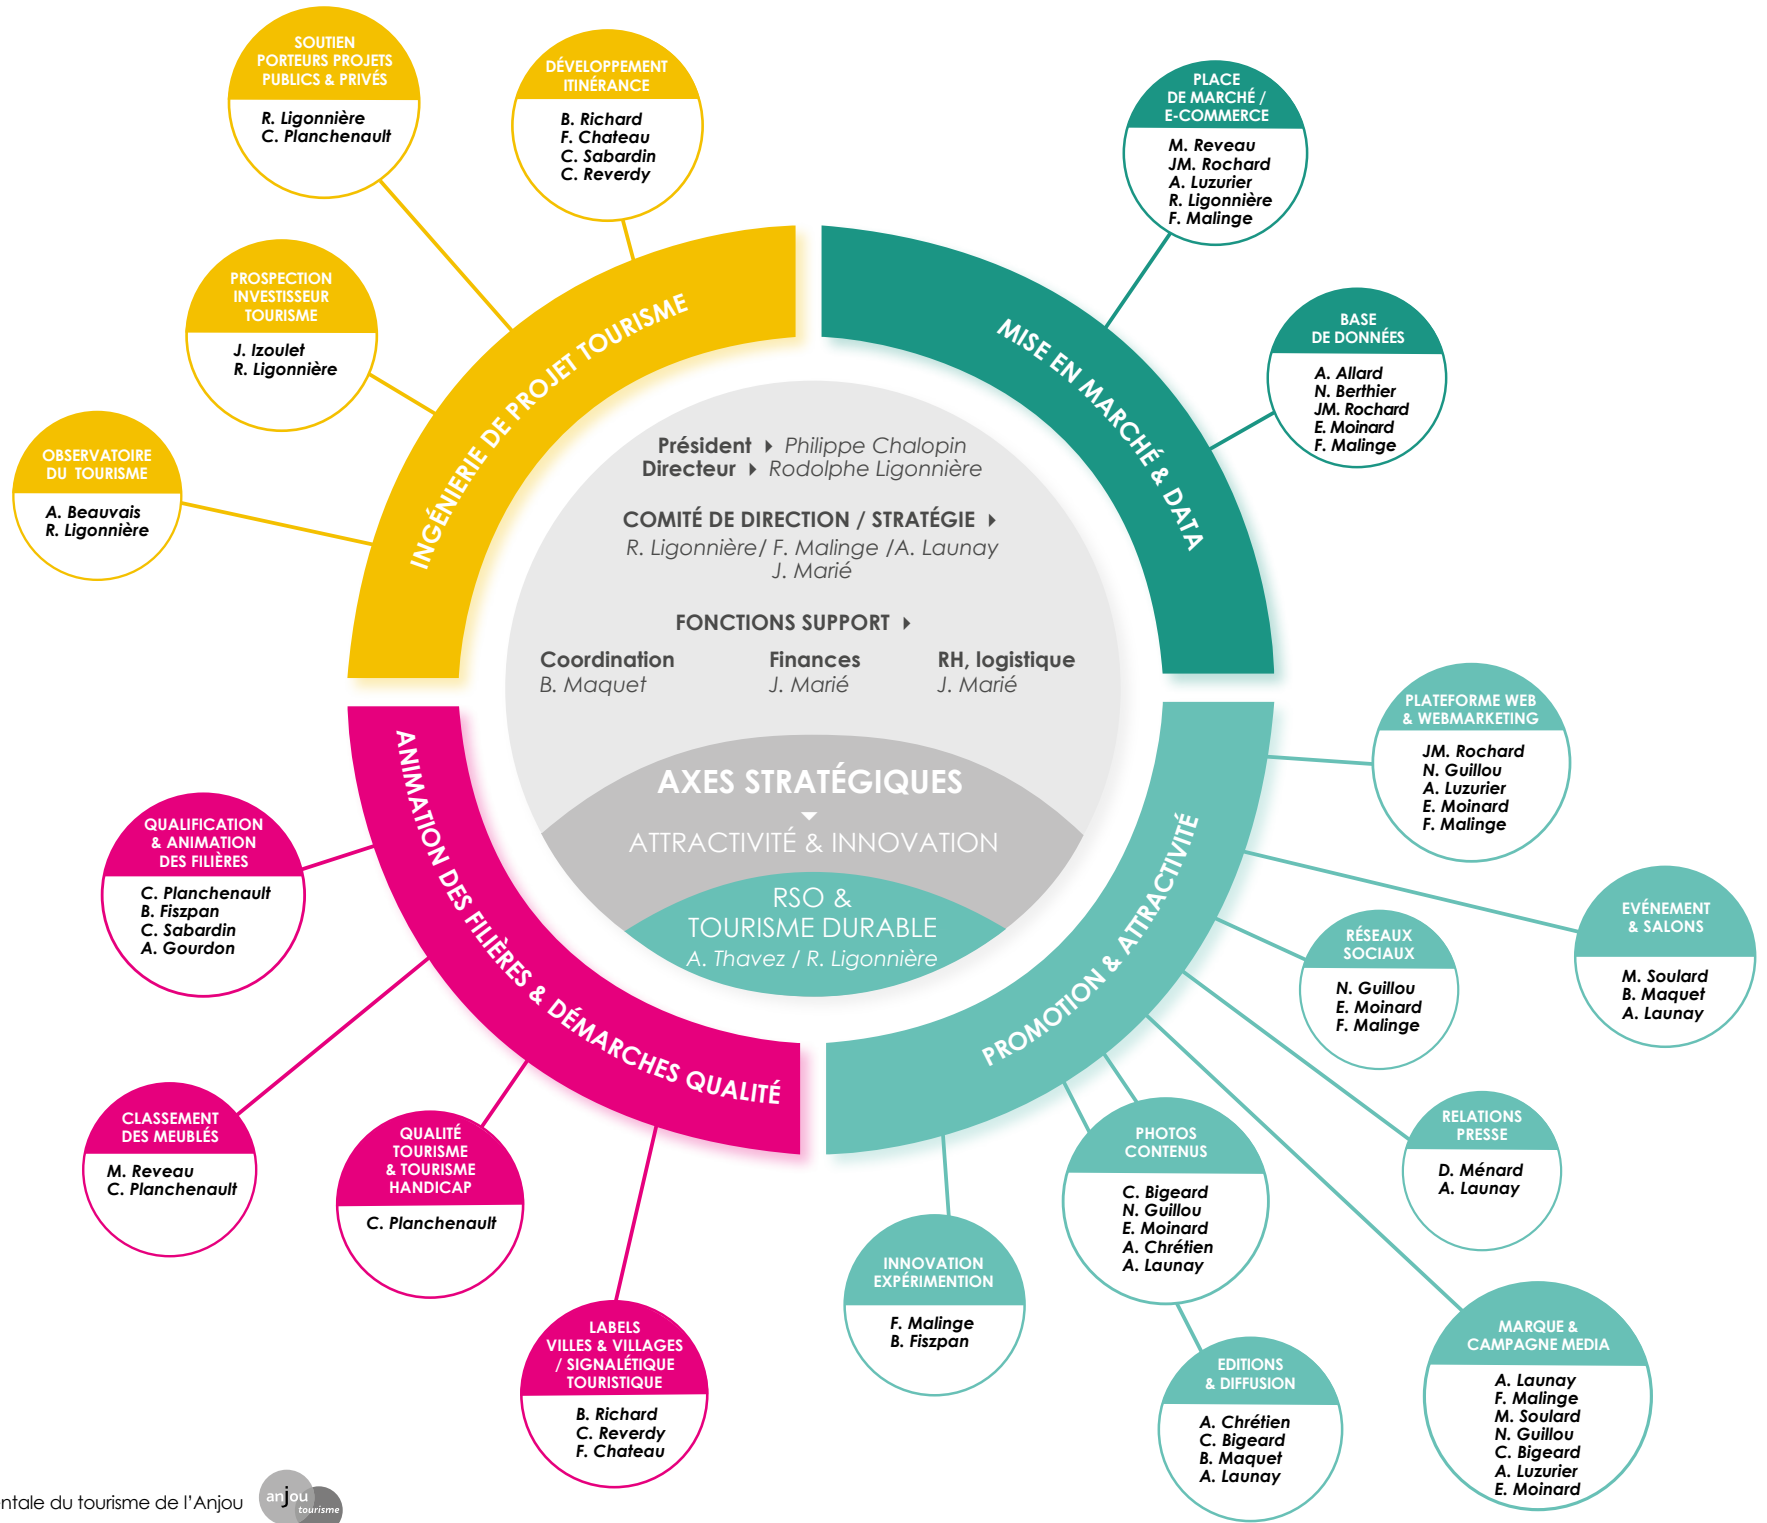 SOUTIEN
PORTEURS PROJETS
PUBLICS & PRIVÉS
R. Ligonnière
C. Planchenault
DÉVELOPPEMENT
ITINÉRANCE
B. Richard
F. Chateau
C. Sabardin
C. Reverdy
PROSPECTION
INVESTISSEUR
TOURISME
J. Izoulet
R. Ligonnière
OBSERVATOIRE
DU TOURISME
A. Beauvais
R. Ligonnière
INGÉNIERIE DE PROJET TOURISME
PLACE
DE MARCHÉ /
E-COMMERCE
M. Reveau
JM. Rochard
A. Luzurier
R. Ligonnière
F. Malinge
BASE
DE DONNÉES
A. Allard
N. Berthier
JM. Rochard
E. Moinard
F. Malinge
MISE EN MARCHÉ & DATA
Président ▸ Philippe Chalopin
Directeur ▸ Rodolphe Ligonnière
COMITÉ DE DIRECTION / STRATÉGIE ▸
R. Ligonnière/ F. Malinge /A. Launay
J. Marié
FONCTIONS SUPPORT ▸
Coordination
B. Maquet
Finances
J. Marié
RH, logistique
J. Marié
AXES STRATÉGIQUES
ATTRACTIVITÉ & INNOVATION
RSO &
TOURISME DURABLE
A. Thavez / R. Ligonnière
ANIMATION DES FILIÈRES & DÉMARCHES QUALITÉ
QUALIFICATION
& ANIMATION
DES FILIÈRES
C. Planchenault
B. Fiszpan
C. Sabardin
A. Gourdon
CLASSEMENT
DES MEUBLÉS
M. Reveau
C. Planchenault
QUALITÉ
TOURISME
& TOURISME
HANDICAP
C. Planchenault
LABELS
VILLES & VILLAGES
/ SIGNALÉTIQUE
TOURISTIQUE
B. Richard
C. Reverdy
F. Chateau
PROMOTION & ATTRACTIVITÉ
PLATEFORME WEB
& WEBMARKETING
JM. Rochard
N. Guillou
A. Luzurier
E. Moinard
F. Malinge
EVÉNEMENT
& SALONS
M. Soulard
B. Maquet
A. Launay
RÉSEAUX
SOCIAUX
N. Guillou
E. Moinard
F. Malinge
RELATIONS
PRESSE
D. Ménard
A. Launay
PHOTOS
CONTENUS
C. Bigeard
N. Guillou
E. Moinard
A. Chrétien
A. Launay
INNOVATION
EXPÉRIMENTION
F. Malinge
B. Fiszpan
EDITIONS
& DIFFUSION
A. Chrétien
C. Bigeard
B. Maquet
A. Launay
MARQUE &
CAMPAGNE MEDIA
A. Launay
F. Malinge
M. Soulard
N. Guillou
C. Bigeard
A. Luzurier
E. Moinard
ntale du tourisme de l'Anjou
anjou
tourisme